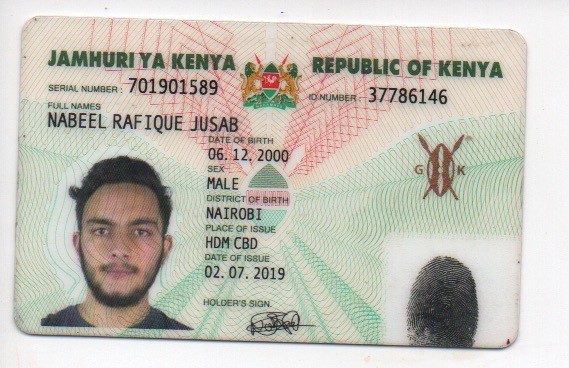 JAMHURI YA KENYA REPUBLIC OF KENYA
SERIAL NUMBER : 701901589 ID NUMBER : 37786146
FULL NAMES
NABEEL RAFIQUE JUSAB
DATE OF BIRTH
06. 12. 2000
SEX
MALE
G K
DISTRICT OF BIRTH
NAIROBI
PLACE OF ISSUE
HDM CBD
DATE OF ISSUE
02. 07. 2019
HOLDER'S SIGN.